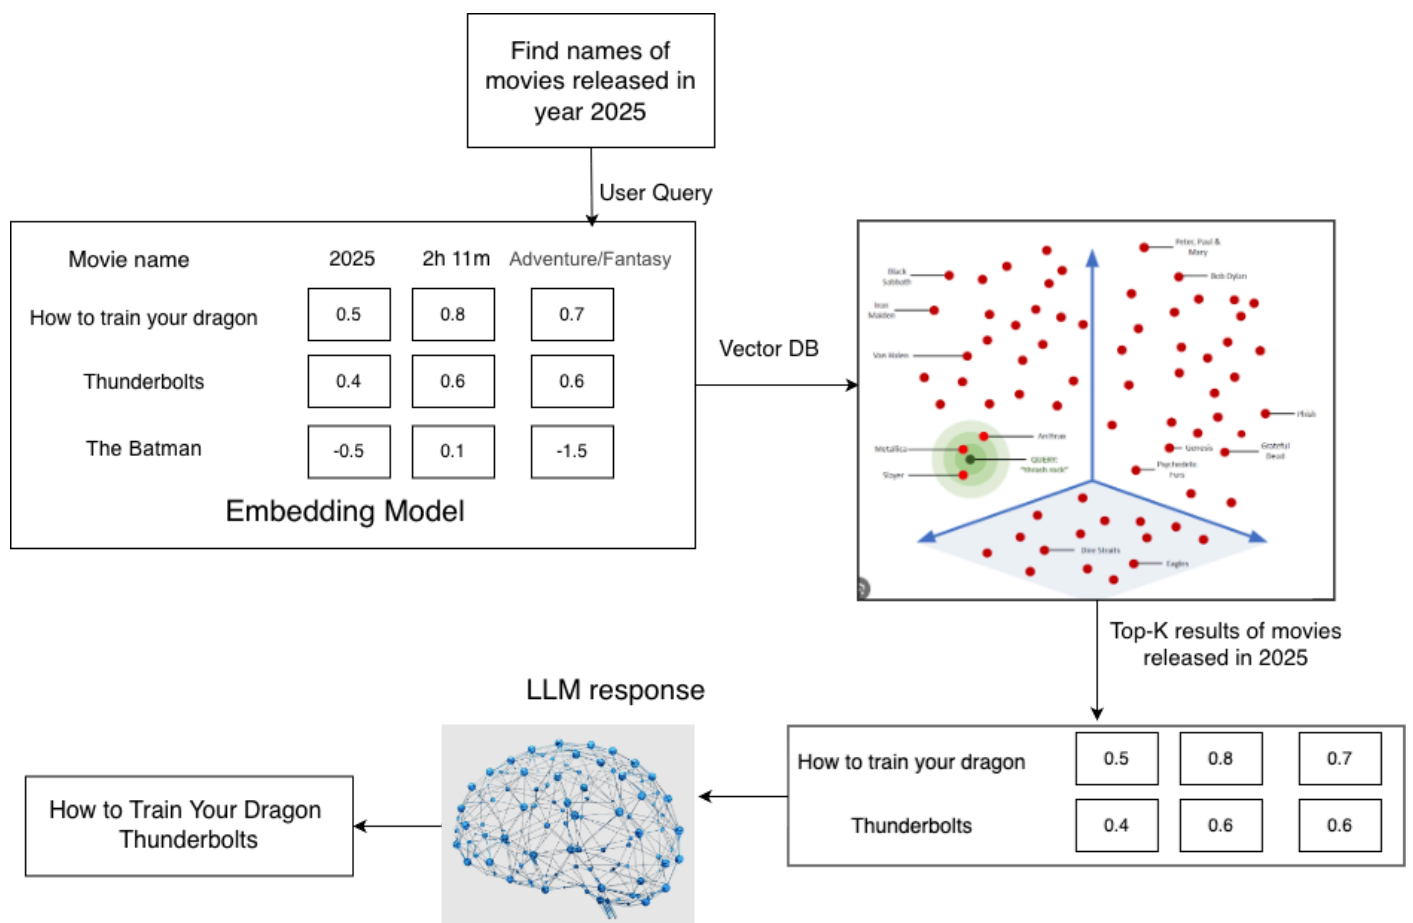 Find names of
movies released in
year 2025
User Query
Movie name
2025
2h 11m
Adventure/Fantasy
How to train your dragon
0.5
0.8
0.7
Thunderbolts
0.4
0.6
0.6
The Batman
-0.5
0.1
-1.5
Embedding Model
Vector DB
Peter, Paul &
Mary
Black
Sabbath
Bob Dylan
Iron
Maiden
Van Halen
Phish
Anthrax
Metallica
QUERY:
"thrash rock"
Slayer
Genesis
Grateful
Dead
Psychedelic
Furs
Dire Straits
Eagles
Top-K results of movies
released in 2025
LLM response
How to train your dragon
0.5
0.8
0.7
Thunderbolts
0.4
0.6
0.6
How to Train Your Dragon
Thunderbolts